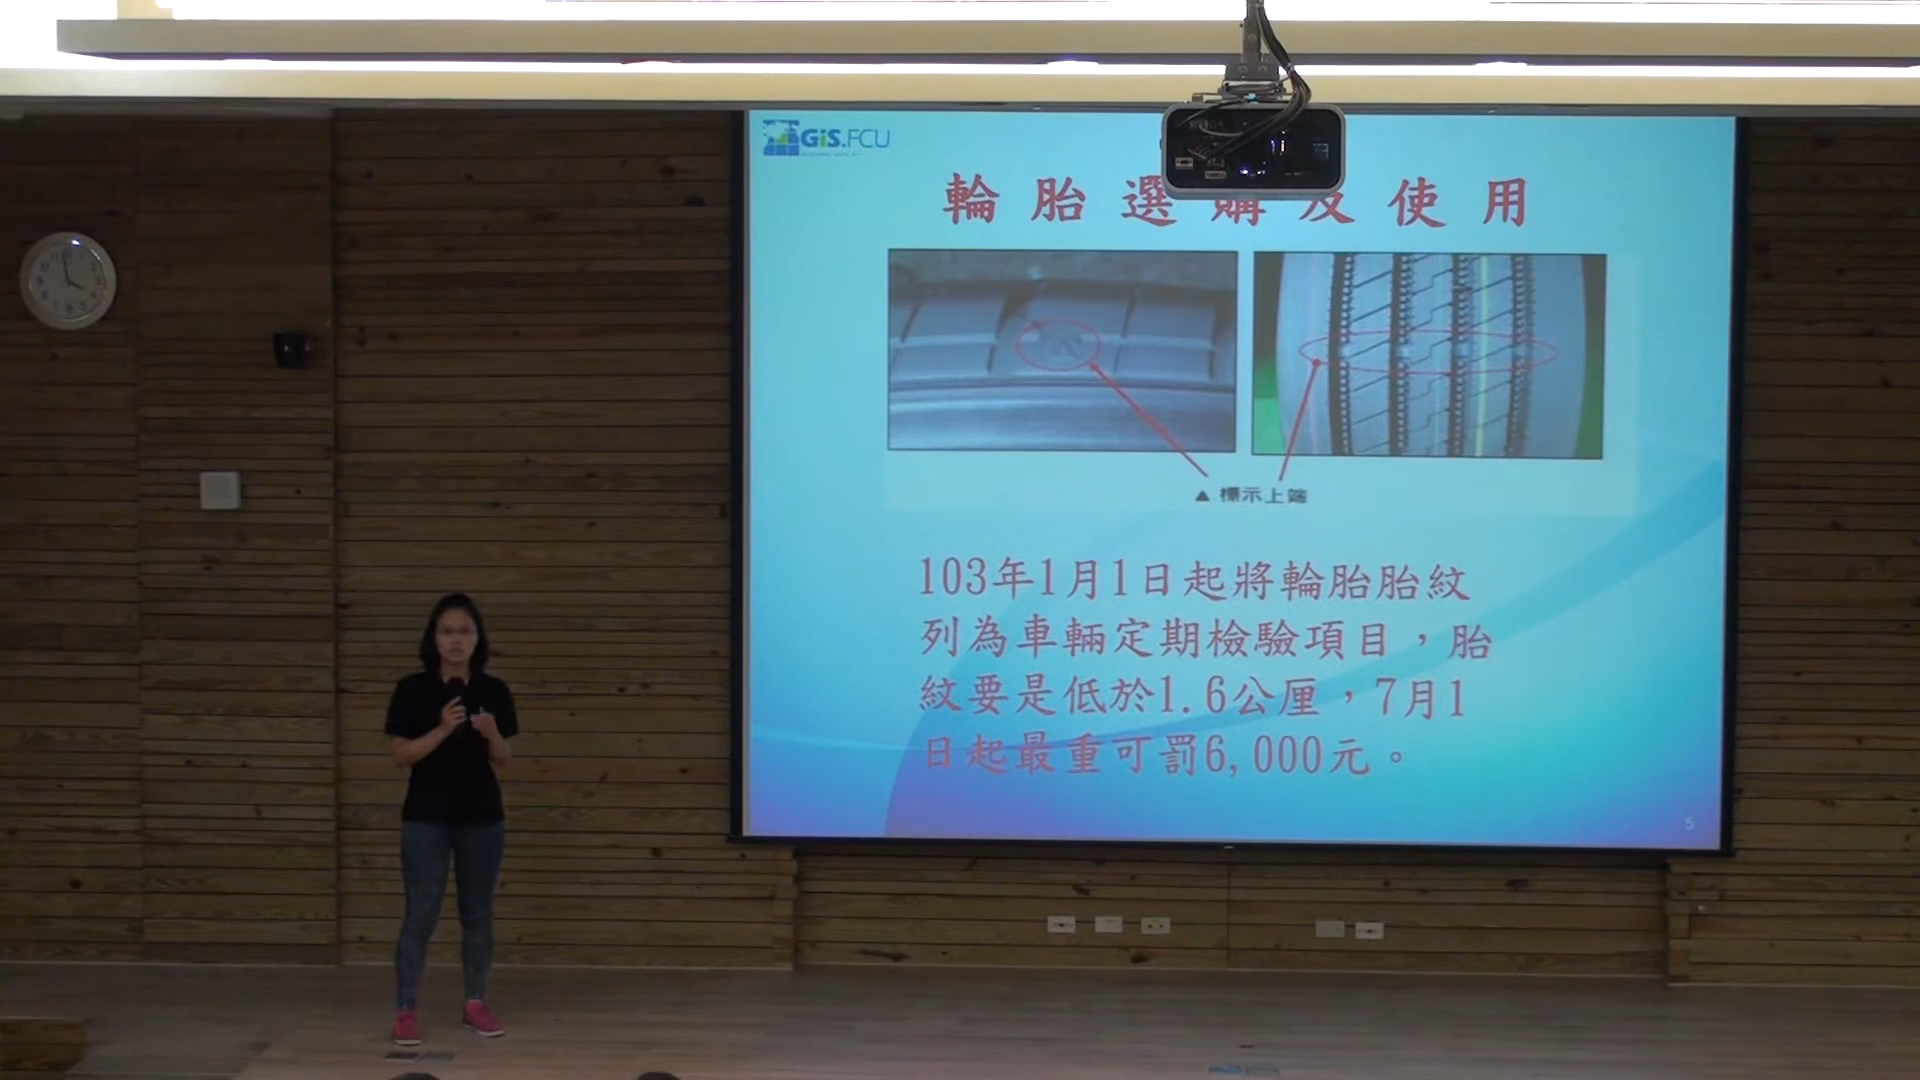 GIS.FCU
輪胎選購及使用
▲ 標示上端
103年1月1日起將輪胎胎紋
列為車輛定期檢驗項目，胎
紋要是低於1.6公厘，7月1
日起最重可罰6,000元。
5